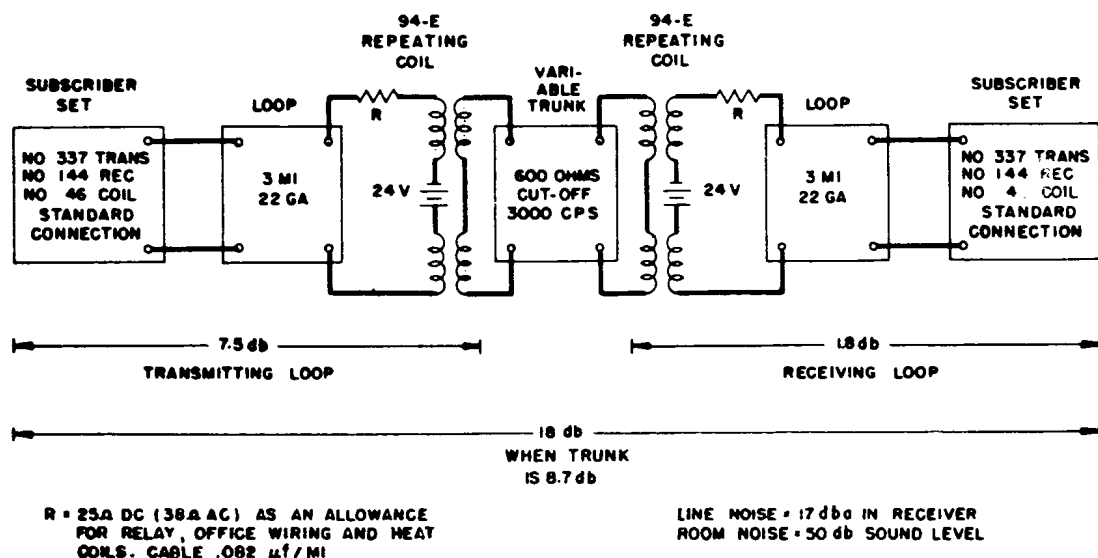 94-E
REPEATING
COIL
94-E
REPEATING
COIL
VARI-
ABLE
TRUNK
SUBSCRIBER
SET
LOOP
R
R
LOOP
SUBSCRIBER
SET
NO 337 TRANS
NO 144 REC
NO 46 COIL
STANDARD
CONNECTION
3 MI
22 GA
24 V
600 OHMS
CUT-OFF
3000 CPS
24 V
3 MI
22 GA
NO 337 TRANS
NO 144 REC
NO 4 COIL
STANDARD
CONNECTION
7.5 db
TRANSMITTING LOOP
1.8 db
RECEIVING LOOP
18 db
WHEN TRUNK
IS 8.7 db
R = 25Ω DC (38Ω AC) AS AN ALLOWANCE
FOR RELAY, OFFICE WIRING AND HEAT
COILS. CABLE .082 µf/MI
LINE NOISE = 17 dba IN RECEIVER
ROOM NOISE = 50 db SOUND LEVEL